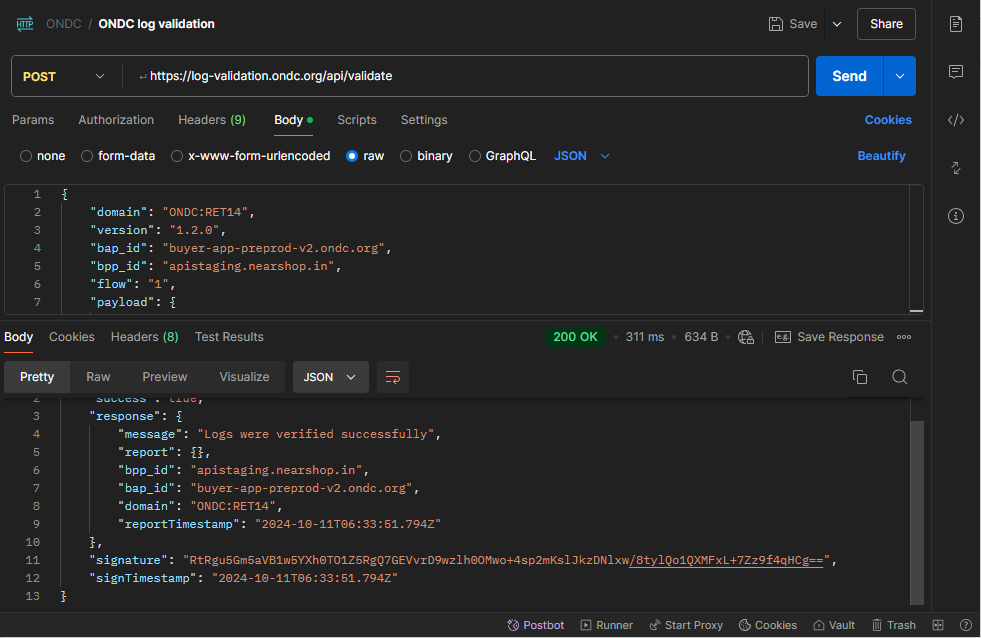 HTTP ONDC / ONDC log validation Save Share
POST https://log-validation.ondc.org/api/validate Send
Params Authorization Headers (9) Body Scripts Settings Cookies
none form-data x-www-form-urlencoded raw binary GraphQL JSON Beautify
1 {
2 "domain": "ONDC:RET14",
3 "version": "1.2.0",
4 "bap_id": "buyer-app-preprod-v2.ondc.org",
5 "bpp_id": "apistaging.nearshop.in",
6 "flow": "1",
7 "payload": {
Body Cookies Headers (8) Test Results 200 OK 311 ms 634 B e.g. Save Response
Pretty Raw Preview Visualize JSON
2 "success": true,
3 "response": {
4 "message": "Logs were verified successfully",
5 "report": {},
6 "bpp_id": "apistaging.nearshop.in",
7 "bap_id": "buyer-app-preprod-v2.ondc.org",
8 "domain": "ONDC:RET14",
9 "reportTimestamp": "2024-10-11T06:33:51.794Z"
10 },
11 "signature": "RtRgu5Gm5aVB1w5YXh0TO1Z5RgQ7GEVvrD9wzlh0OMwo+4sp2mKslJkzDNlxw/8tylQo1QXMFxL+7Zz9f4qHCg==",
12 "signTimestamp": "2024-10-11T06:33:51.794Z"
13 }
Postbot Runner Start Proxy Cookies Vault Trash